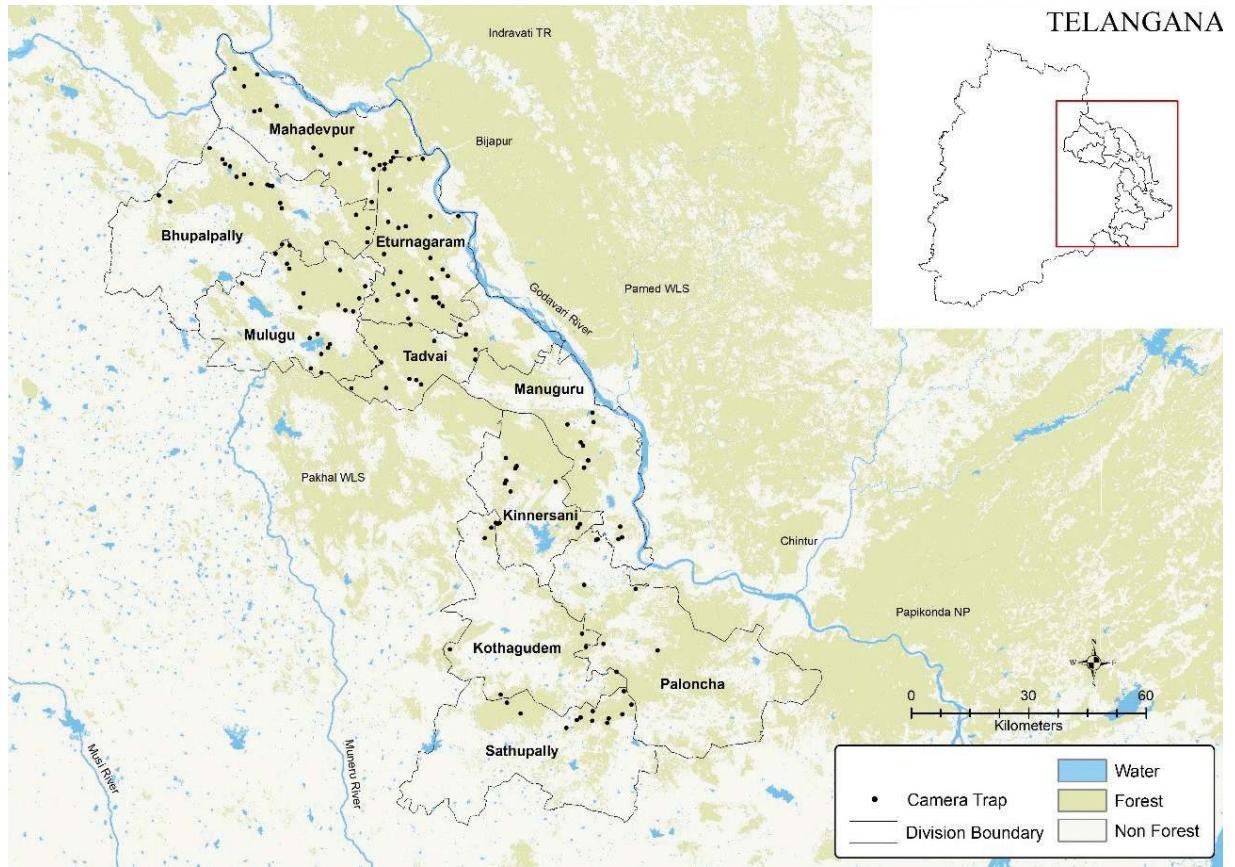 TELANGANA
Indravati TR
Mahadevpur
Bijapur
Bhupalpally
Eturnagaram
Godavari River
Pamed WLS
Mulugu
Tadvai
Manuguru
Pakhal WLS
Kinnersani
Chintur
Papikonda NP
Kothagudem
Paloncha
Sathupally
Musi River
Muneru River
N
W
E
S
0 30 60
Kilometers
Camera Trap
Division Boundary
Water
Forest
Non Forest